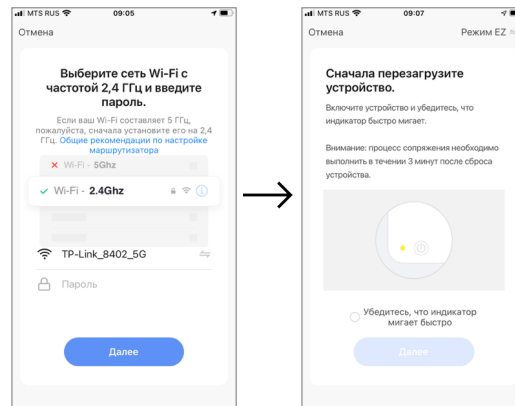 MTS RUS 09:05
Отмена
Выберите сеть Wi-Fi с
частотой 2,4 ГГц и введите
пароль.
Если ваш Wi-Fi составляет 5 ГГц,
пожалуйста, сначала установите его на 2,4
ГГц. Общие рекомендации по настройке
маршрутизатора
Wi-Fi - 5Ghz
Wi-Fi - 2.4Ghz
TP-Link_8402_5G
Пароль
Далее
MTS RUS 09:07
Отмена Режим EZ
Сначала перезагрузите
устройство.
Включите устройство и убедитесь, что
индикатор быстро мигает.
Внимание: процесс сопряжения необходимо
выполнить в течении 3 минут после сброса
устройства.
Убедитесь, что индикатор
мигает быстро
Далее